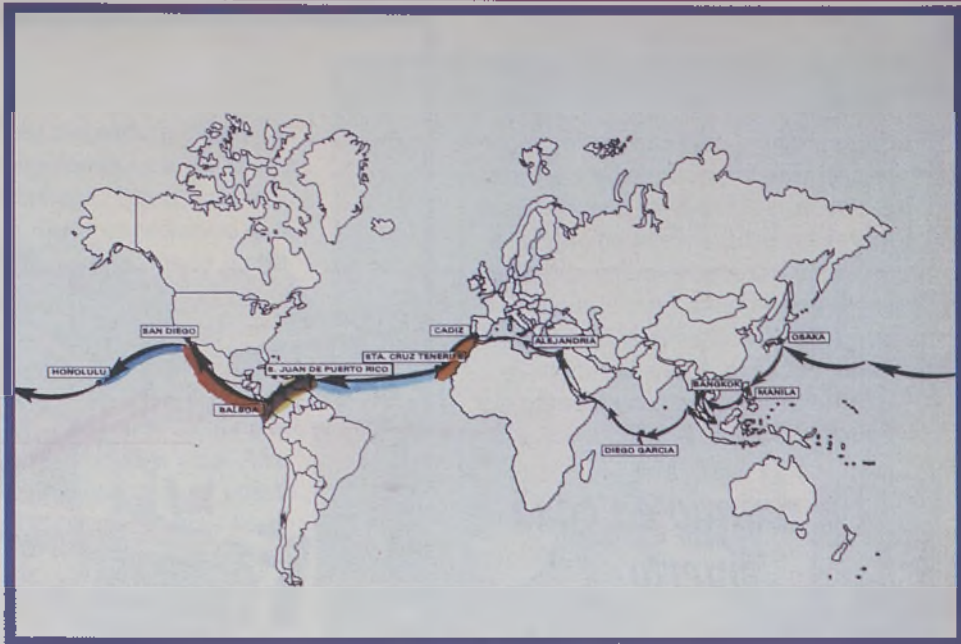 SAN DIEGO
HONOLULU
BALBOA
S. JUAN DE PUERTO RICO
STA. CRUZ TENERIFE
CADIZ
ALEJANDRIA
DIEGO GARCIA
BANGKOK
MANILA
OSAKA